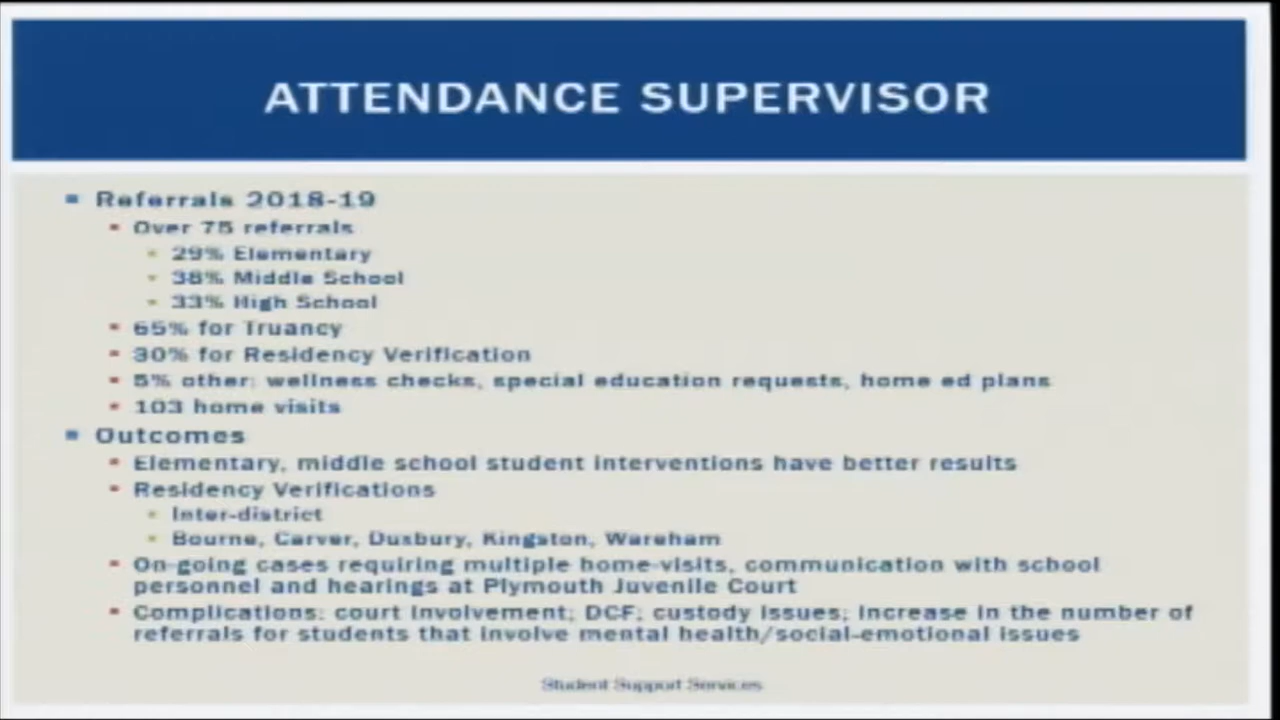 ATTENDANCE SUPERVISOR
Referrals 2018-19
Over 75 referrals
29% Elementary
38% Middle School
33% High School
65% for Truancy
30% for Residency Verification
5% other: wellness checks, special education requests, home ed plans
103 home visits
Outcomes
Elementary, middle school student interventions have better results
Residency Verifications
Inter-district
Bourne, Carver, Duxbury, Kingston, Wareham
On-going cases requiring multiple home-visits, communication with school
personnel and hearings at Plymouth Juvenile Court
Complications: court involvement; DCF; custody issues; increase in the number of
referrals for students that involve mental health/social-emotional issues
Student Support Services